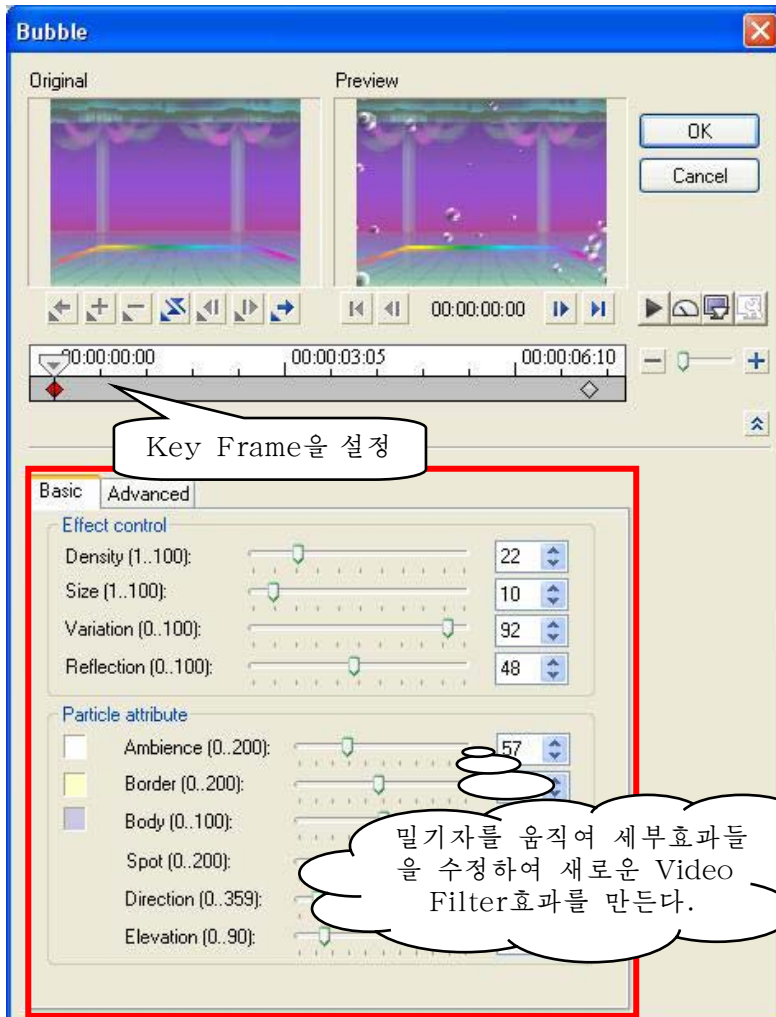 Bubble
Original
Preview
OK
Cancel
00:00:00:00
00:00:00:00
00:00:03:05
00:00:06:10
Key Frame을 설정
Basic
Advanced
Effect control
Density (1..100):
22
Size (1..100):
10
Variation (0..100):
92
Reflection (0..100):
48
Particle attribute
Ambience (0..200):
57
Border (0..200):
Body (0..100):
Spot (0..200):
Direction (0..359):
Elevation (0..90):
밀기자를 움직여 세부효과들
을 수정하여 새로운 Video
Filter효과를 만든다.